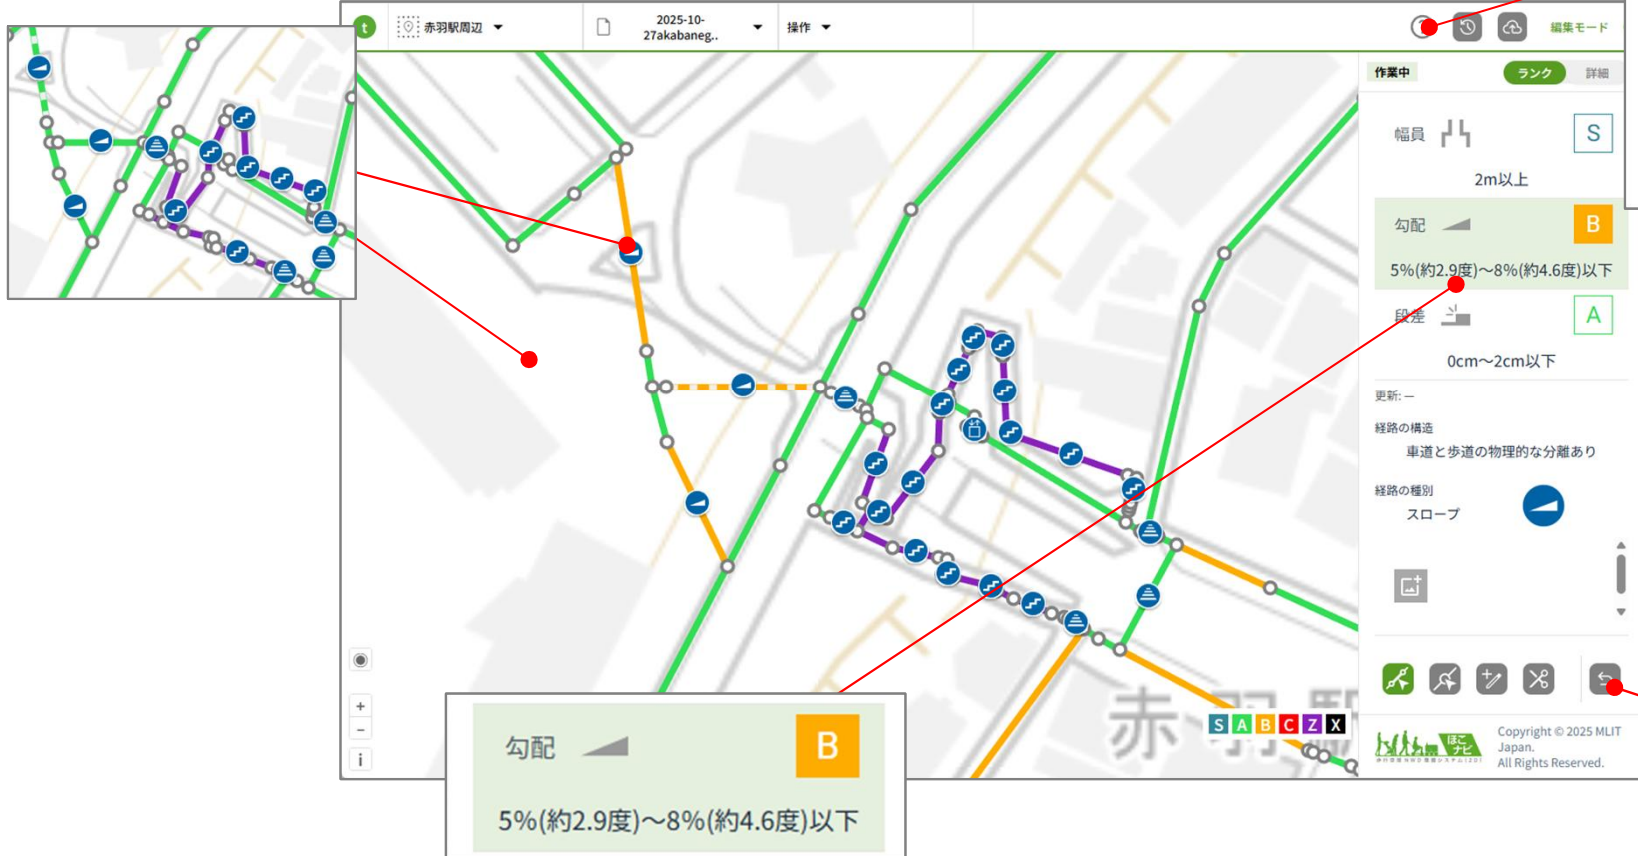 t
赤羽駅周辺
2025-10-
27akabaneg..
操作
編集モード
作業中
ランク
詳細
幅員
S
2m以上
勾配
B
5%(約2.9度)～8%(約4.6度)以下
段差
A
0cm～2cm以下
更新: —
経路の構造
車道と歩道の物理的な分離あり
経路の種別
スロープ
赤羽駅
S A B C Z X
ほこ
ナビ
Copyright © 2025 MLIT
Japan.
All Rights Reserved.
+
−
i
勾配
B
5%(約2.9度)～8%(約4.6度)以下